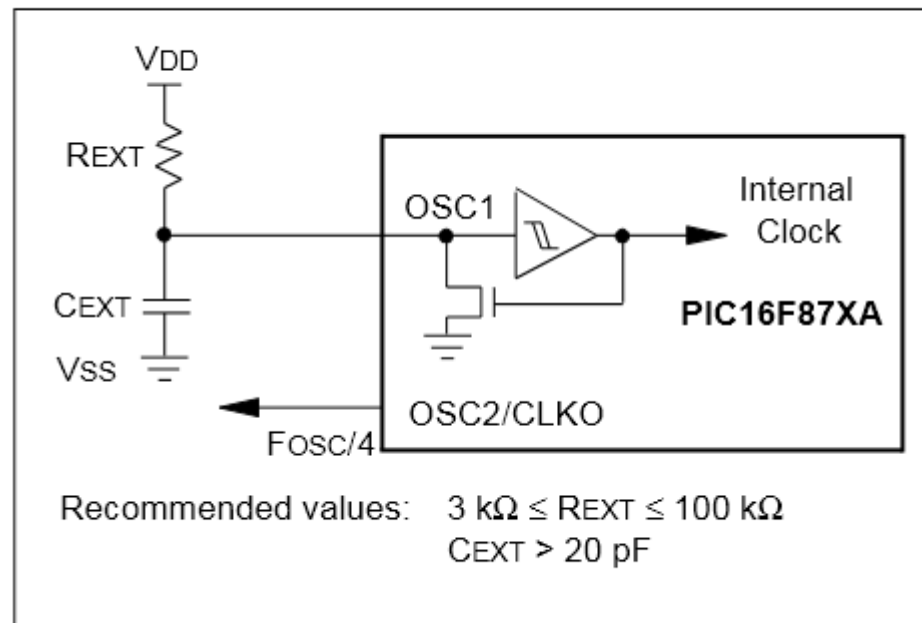 VDD
REXT
OSC1
Internal
Clock
CEXT
PIC16F87XA
VSS
OSC2/CLKO
FOSC/4
Recommended values: 3 kΩ ≤ REXT ≤ 100 kΩ
CEXT > 20 pF